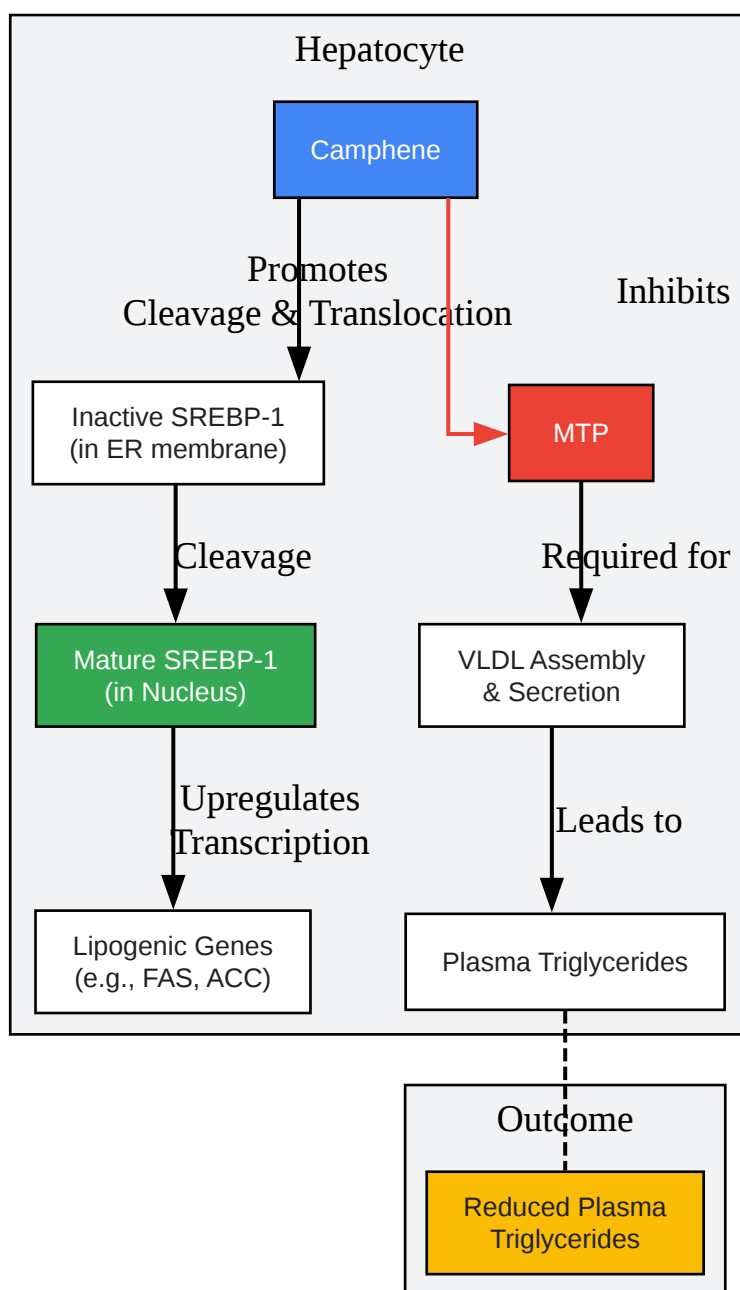 Hepatocyte
Camphene
Promotes
Cleavage & Translocation
Inhibits
Inactive SREBP-1
(in ER membrane)
MTP
Cleavage
Required for
Mature SREBP-1
(in Nucleus)
VLDL Assembly
& Secretion
Upregulates
Transcription
Leads to
Lipogenic Genes
(e.g., FAS, ACC)
Plasma Triglycerides
Outcome
Reduced Plasma
Triglycerides